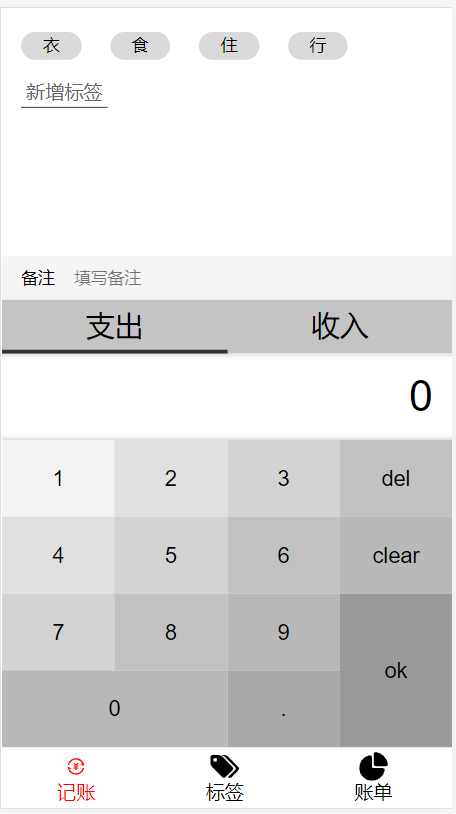 衣 食 住 行
新增标签
备注 填写备注
支出 收入
0
1 2 3 del
4 5 6 clear
7 8 9
ok
0 .
记账 标签 账单